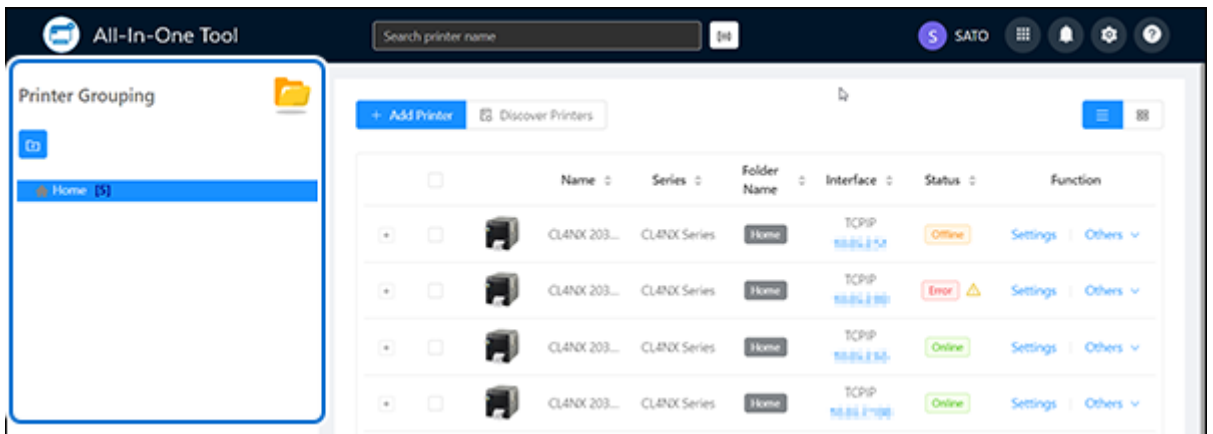 All-In-One Tool
Search printer name
S SATO
Printer Grouping
+ Add Printer Discover Printers
Home [5]
Name Series Folder Name Interface Status Function
CL4NX 203... CL4NX Series Home TCPIP Offline Settings Others
CL4NX 203... CL4NX Series Home TCPIP Error Settings Others
CL4NX 203... CL4NX Series Home TCPIP Online Settings Others
CL4NX 203... CL4NX Series Home TCPIP Online Settings Others